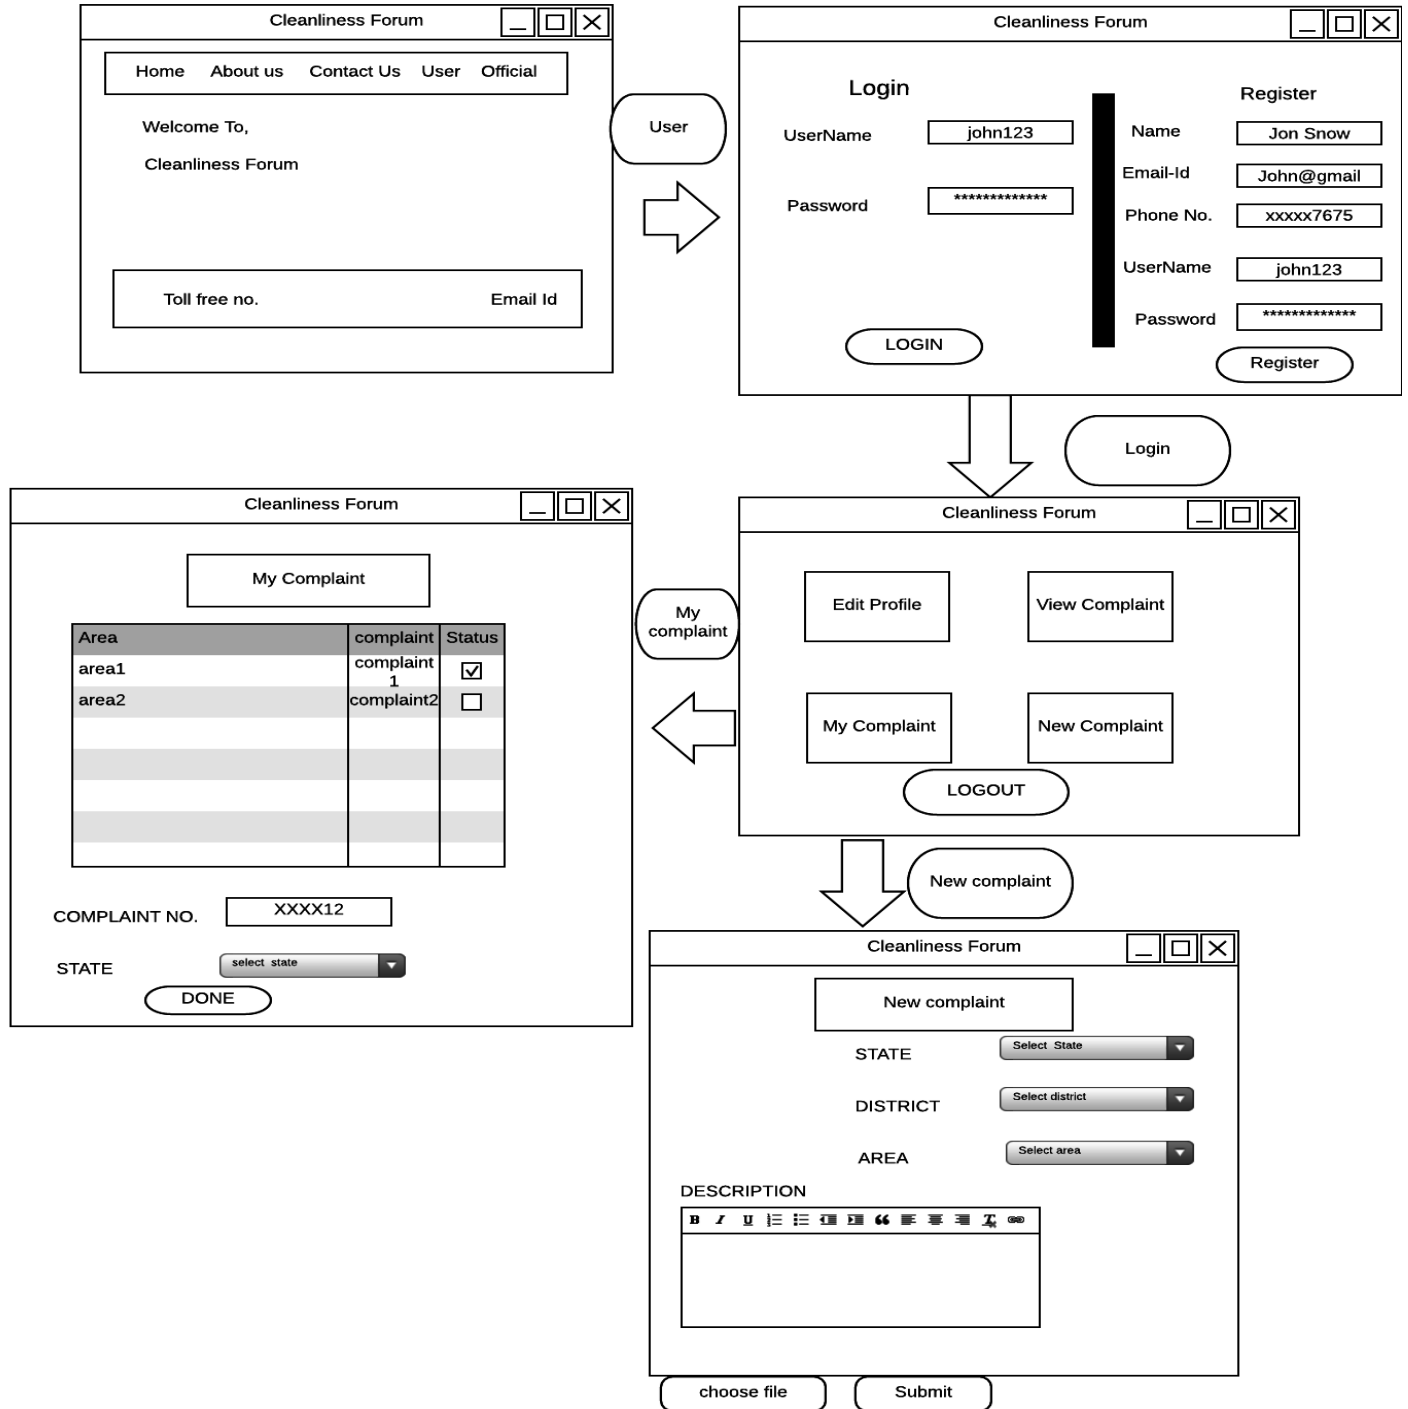 Cleanliness Forum
Home About us Contact Us User Official
Welcome To,
Cleanliness Forum
Toll free no. Email Id
User
Cleanliness Forum
Login
UserName john123
Password *************
LOGIN
Register
Name Jon Snow
Email-Id John@gmail
Phone No. xxxxx7675
UserName john123
Password *************
Register
Login
Cleanliness Forum
Edit Profile View Complaint
My Complaint New Complaint
LOGOUT
My
complaint
Cleanliness Forum
My Complaint
Area complaint Status
area1 complaint
1
area2 complaint2
COMPLAINT NO. XXXX12
STATE select state
DONE
New complaint
Cleanliness Forum
New complaint
STATE Select State
DISTRICT Select district
AREA Select area
DESCRIPTION
B I U
choose file Submit